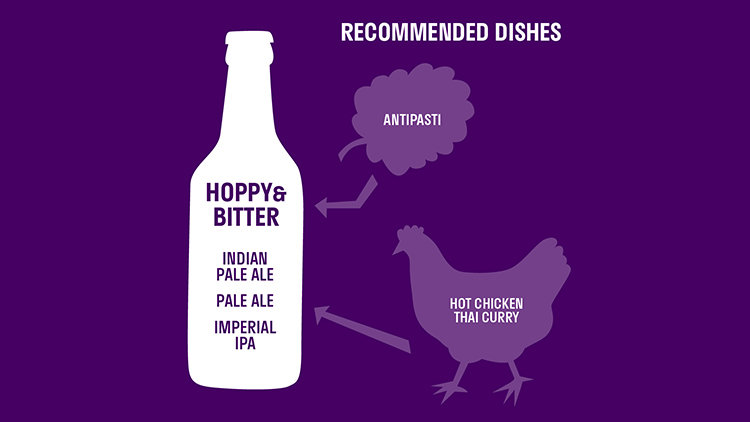 RECOMMENDED DISHES
ANTIPASTI
HOPPY&
BITTER
INDIAN
PALE ALE
PALE ALE
IMPERIAL
IPA
HOT CHICKEN
THAI CURRY